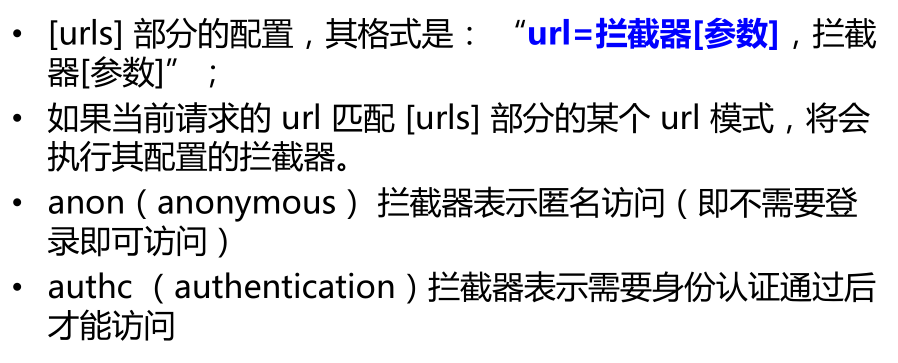 • [urls] 部分的配置，其格式是： “url=拦截器[参数]，拦截
器[参数]”；
• 如果当前请求的 url 匹配 [urls] 部分的某个 url 模式，将会
执行其配置的拦截器。
• anon（anonymous） 拦截器表示匿名访问（即不需要登
录即可访问）
• authc （authentication）拦截器表示需要身份认证通过后
才能访问